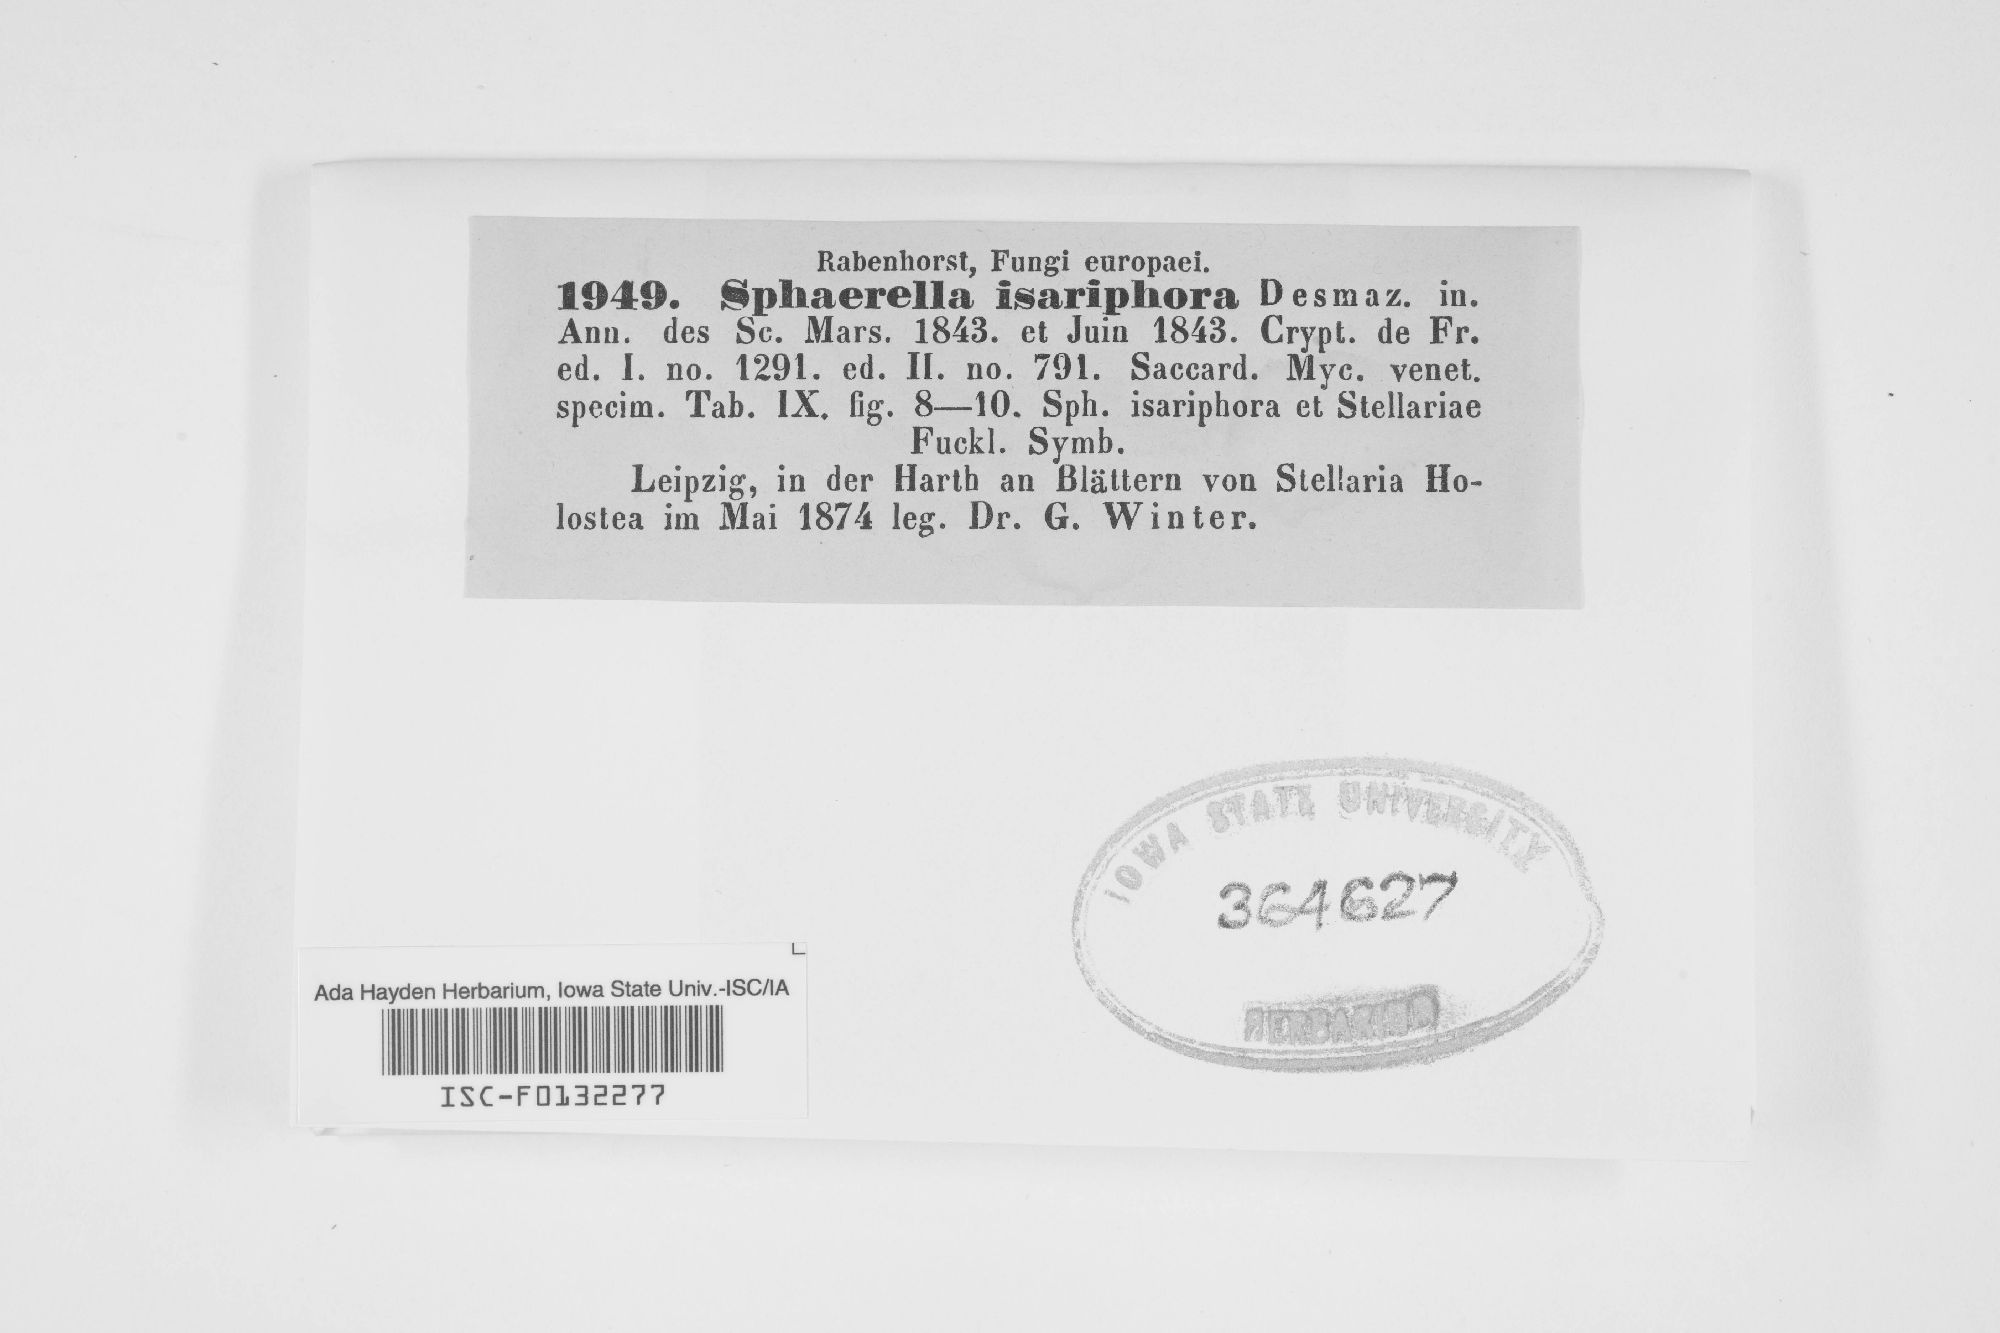 Rabenhorst, Fungi europaei.
1949. Sphaerella isariphora Desmaz. in.
Ann. des Sc. Mars. 1843. et Juin 1843. Crypt. de Fr.
ed. I. no. 1291. ed. II. no. 791. Saccard. Myc. venet.
specim. Tab. IX. fig. 8—10. Sph. isariphora et Stellariae
Fuckl. Symb.
Leipzig, in der Harth an Blättern von Stellaria Ho-
lostea im Mai 1874 leg. Dr. G. Winter.
IOWA STATE UNIVERSITY
364627
HERBARIUM
Ada Hayden Herbarium, Iowa State Univ.-ISC/IA
ISC-F0132277